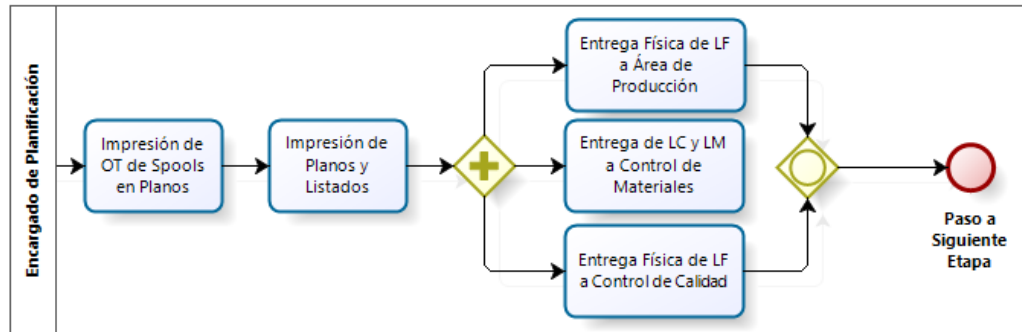 Encargado de Planificación
Impresión de
OT de Spools
en Planos
Impresión de
Planos y
Listados
Entrega Física de LF
a Área de
Producción
Entrega de LC y LM
a Control de
Materiales
Entrega Física de LF
a Control de Calidad
Paso a
Siguiente
Etapa